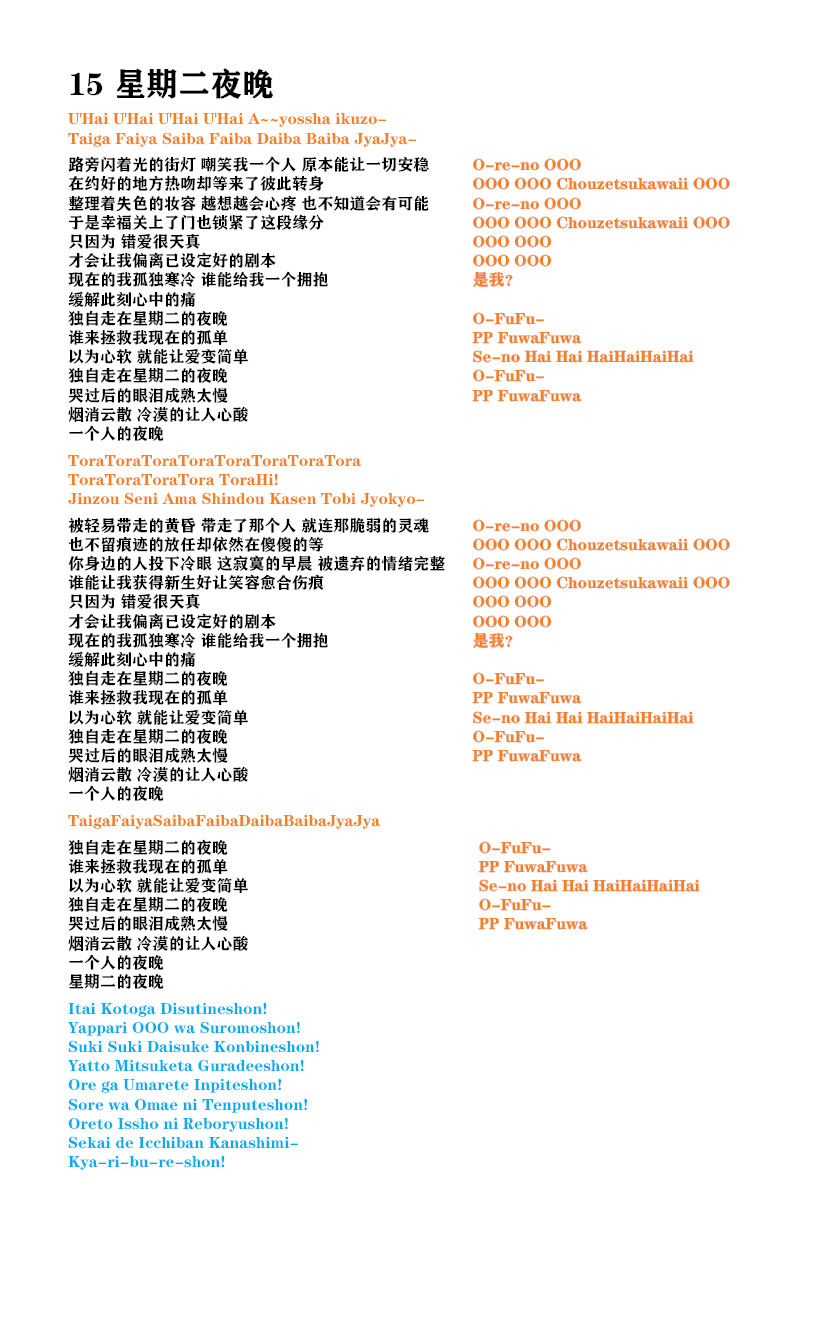 15 星期二夜晚
U'Hai U'Hai U'Hai U'Hai A~~yossha ikuzo-
Taiga Faiya Saiba Faiba Daiba Baiba JyaJya-
路旁闪着光的街灯 嘲笑我一个人 原本能让一切安稳 O-re-no OOO
在约好的地方热吻却等来了彼此转身 OOO OOO Chouzetsukawaii OOO
整理着失色的妆容 越想越会心疼 也不知道会有可能 O-re-no OOO
于是幸福关上了门也锁紧了这段缘分 OOO OOO Chouzetsukawaii OOO
只因为 错爱很天真 OOO OOO
才会让我偏离已设定好的剧本 OOO OOO
现在的我孤独寒冷 谁能给我一个拥抱 是我?
缓解此刻心中的痛
独自走在星期二的夜晚 O-FuFu-
谁来拯救我现在的孤单 PP FuwaFuwa
以为心软 就能让爱变简单 Se-no Hai Hai HaiHaiHaiHai
独自走在星期二的夜晚 O-FuFu-
哭过后的眼泪成熟太慢 PP FuwaFuwa
烟消云散 冷漠的让人心酸
一个人的夜晚
ToraToraToraToraToraToraToraTora
ToraToraToraTora ToraHi!
Jinzou Seni Ama Shindou Kasen Tobi Jyokyo-
被轻易带走的黄昏 带走了那个人 就连那脆弱的灵魂 O-re-no OOO
也不留痕迹的放任却依然在傻傻的等 OOO OOO Chouzetsukawaii OOO
你身边的人投下冷眼 这寂寞的早晨 被遗弃的情绪完整 O-re-no OOO
谁能让我获得新生好让笑容愈合伤痕 OOO OOO Chouzetsukawaii OOO
只因为 错爱很天真 OOO OOO
才会让我偏离已设定好的剧本 OOO OOO
现在的我孤独寒冷 谁能给我一个拥抱 是我?
缓解此刻心中的痛
独自走在星期二的夜晚 O-FuFu-
谁来拯救我现在的孤单 PP FuwaFuwa
以为心软 就能让爱变简单 Se-no Hai Hai HaiHaiHaiHai
独自走在星期二的夜晚 O-FuFu-
哭过后的眼泪成熟太慢 PP FuwaFuwa
烟消云散 冷漠的让人心酸
一个人的夜晚
TaigaFaiyaSaibaFaibaDaibaBaibaJyaJya
独自走在星期二的夜晚 O-FuFu-
谁来拯救我现在的孤单 PP FuwaFuwa
以为心软 就能让爱变简单 Se-no Hai Hai HaiHaiHaiHai
独自走在星期二的夜晚 O-FuFu-
哭过后的眼泪成熟太慢 PP FuwaFuwa
烟消云散 冷漠的让人心酸
一个人的夜晚
星期二的夜晚
Itai Kotoga Disutineshon!
Yappari OOO wa Suromoshon!
Suki Suki Daisuke Konbineshon!
Yatto Mitsuketa Guradeeshon!
Ore ga Umarete Inpiteshon!
Sore wa Omae ni Tenputeshon!
Oreto Issho ni Reboryushon!
Sekai de Icchiban Kanashimi-
Kya-ri-bu-re-shon!